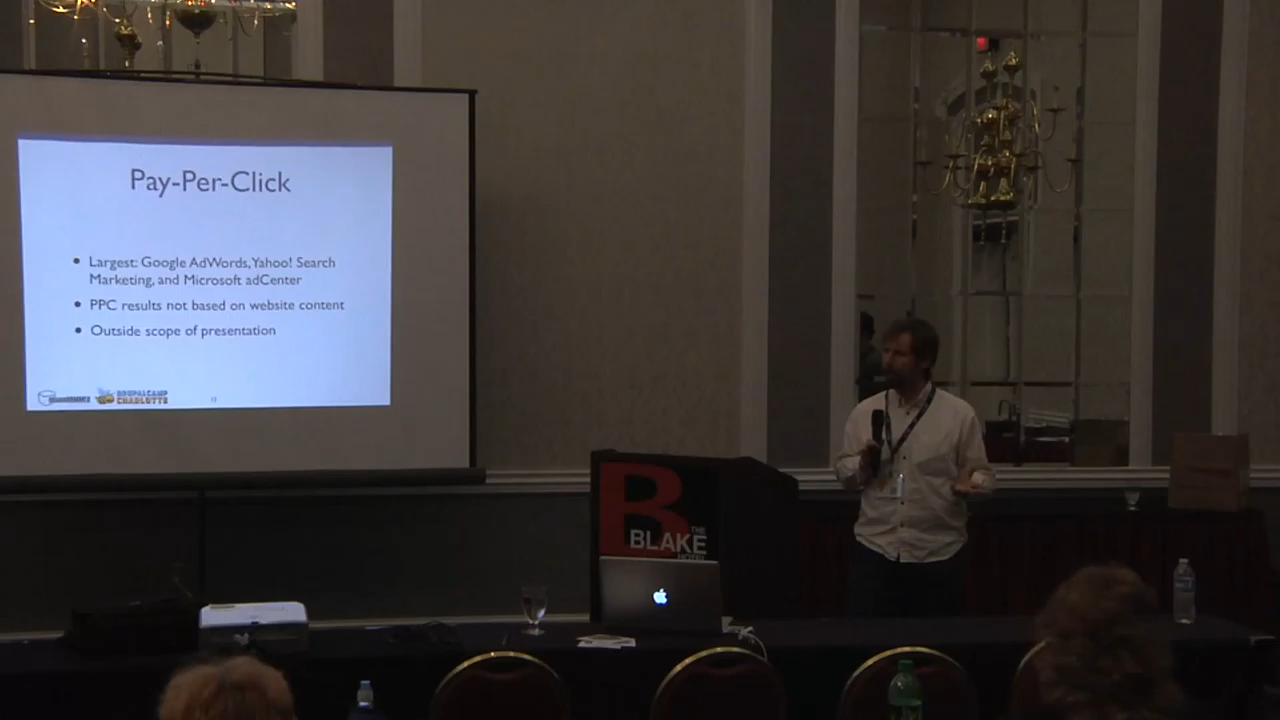 Pay-Per-Click
• Largest: Google AdWords, Yahoo! Search
Marketing, and Microsoft adCenter
• PPC results not based on website content
• Outside scope of presentation
DRUPALCAMP
CHARLOTTE
B
THE
BLAKE
HOTEL